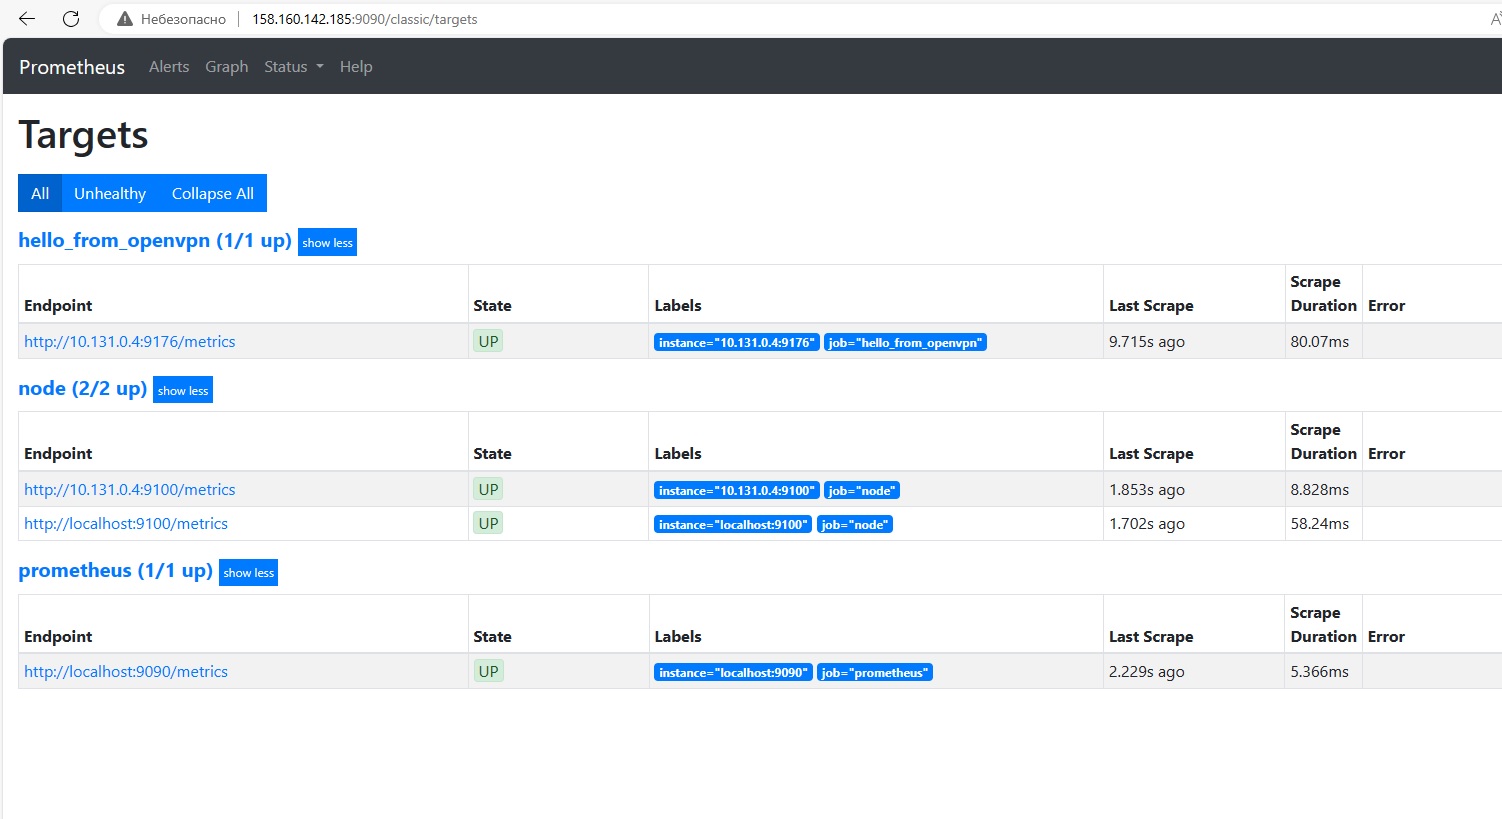 Небезопасно 158.160.142.185:9090/classic/targets
Prometheus Alerts Graph Status Help
Targets
All Unhealthy Collapse All
hello_from_openvpn (1/1 up) show less
Endpoint State Labels Last Scrape Scrape Duration Error
http://10.131.0.4:9176/metrics UP instance="10.131.0.4:9176" job="hello_from_openvpn" 9.715s ago 80.07ms
node (2/2 up) show less
Endpoint State Labels Last Scrape Scrape Duration Error
http://10.131.0.4:9100/metrics UP instance="10.131.0.4:9100" job="node" 1.853s ago 8.828ms
http://localhost:9100/metrics UP instance="localhost:9100" job="node" 1.702s ago 58.24ms
prometheus (1/1 up) show less
Endpoint State Labels Last Scrape Scrape Duration Error
http://localhost:9090/metrics UP instance="localhost:9090" job="prometheus" 2.229s ago 5.366ms